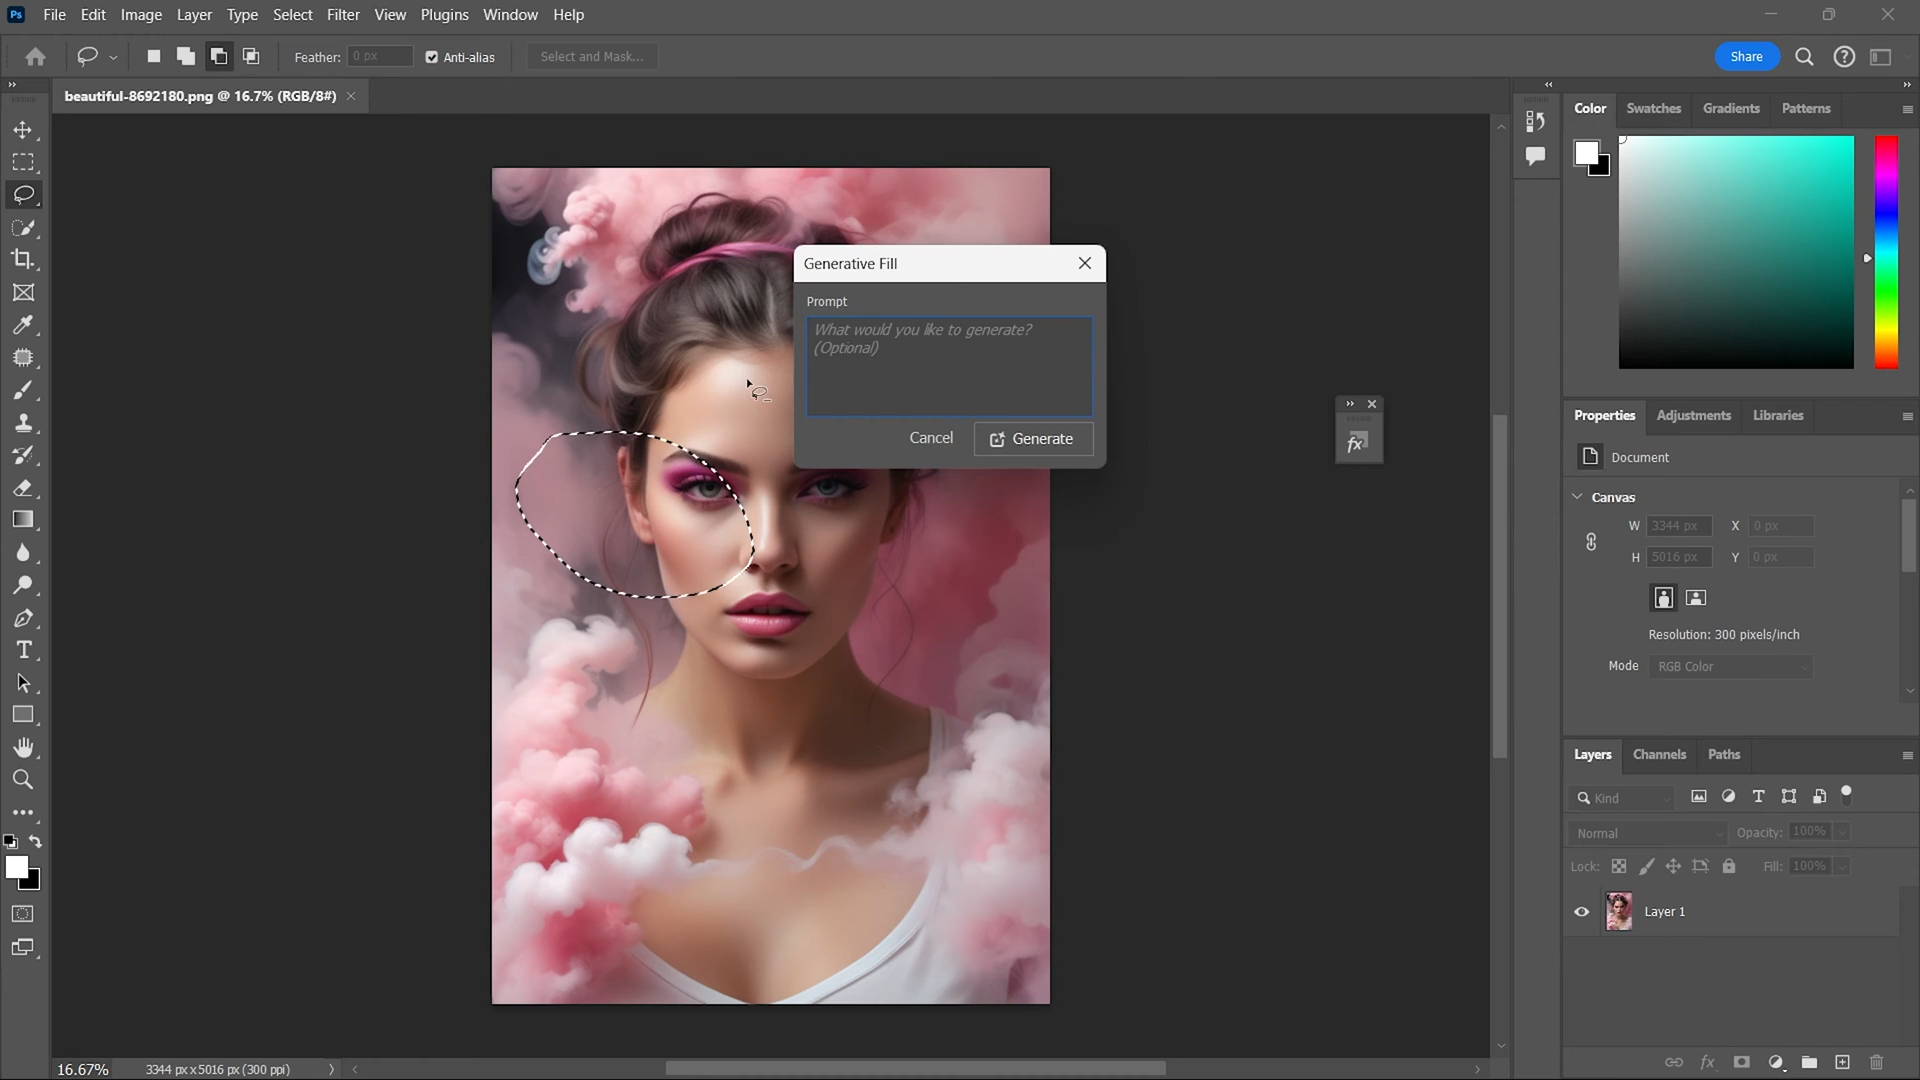 Ps File Edit Image Layer Type Select Filter View Plugins Window Help
Feather: 0 px Anti-alias Select and Mask... Share
beautiful-8692180.png @ 16.7% (RGB/8#)
Color Swatches Gradients Patterns
Generative Fill
Prompt
What would you like to generate?
(Optional)
Cancel Generate
fx
Properties Adjustments Libraries
Document
Canvas
W 3344 px X 0 px
H 5016 px Y 0 px
Resolution: 300 pixels/inch
Mode RGB Color
Layers Channels Paths
Kind
Normal Opacity: 100%
Lock: Fill: 100%
Layer 1
16.67% 3344 px x 5016 px (300 ppi)
fx